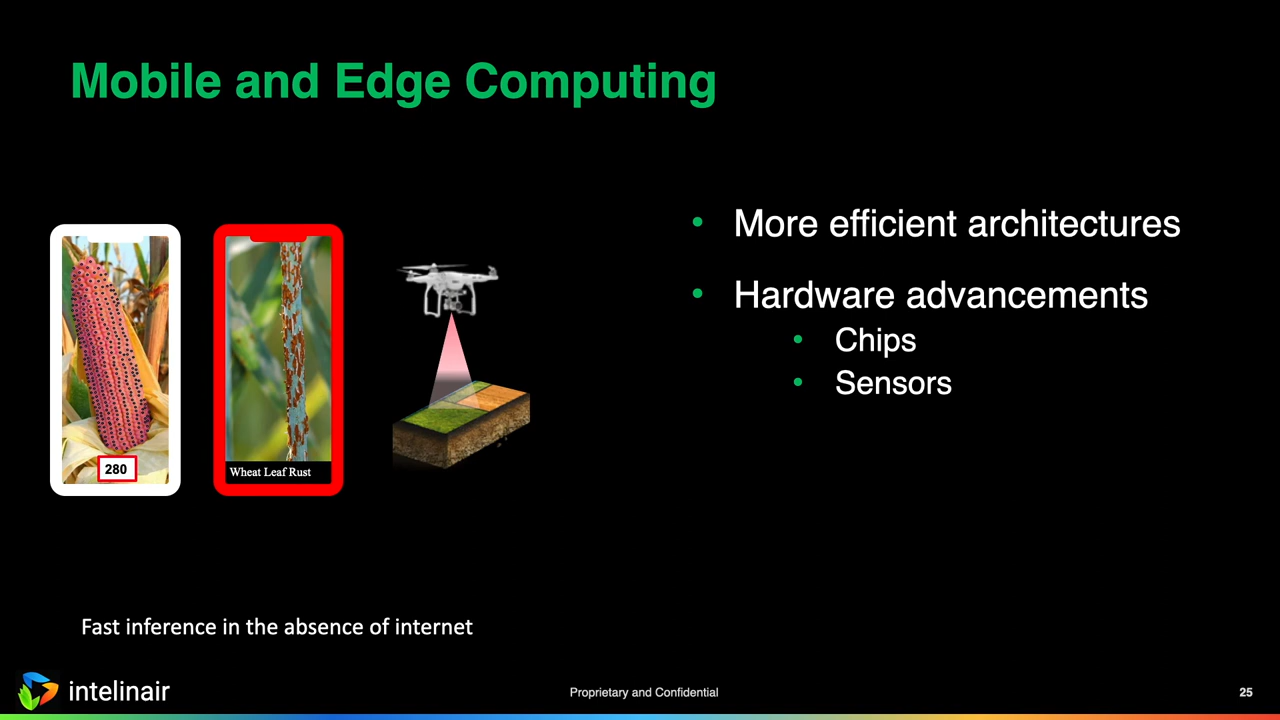 Mobile and Edge Computing
280
Wheat Leaf Rust
• More efficient architectures
• Hardware advancements
• Chips
• Sensors
Fast inference in the absence of internet
intelinair
Proprietary and Confidential
25